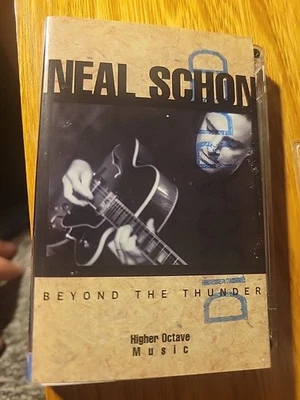 NEAL SCHON
BEYOND THE THUNDER
Higher Octave
Music